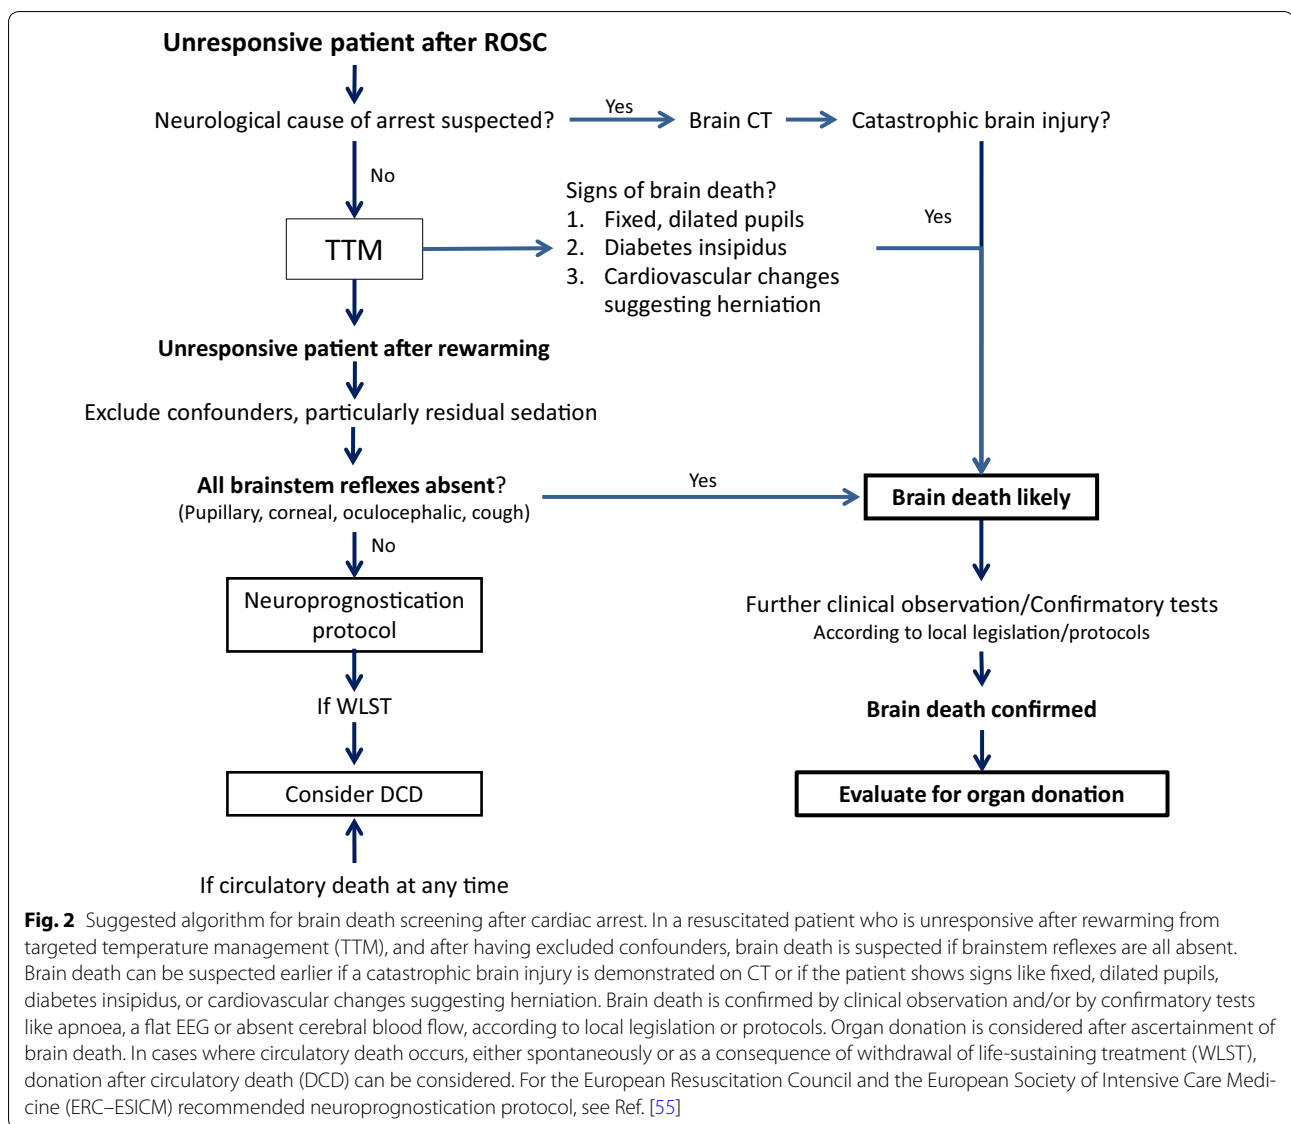 Unresponsive patient after ROSC
Neurological cause of arrest suspected?
Yes
Brain CT
Catastrophic brain injury?
No
Signs of brain death?
1. Fixed, dilated pupils
2. Diabetes insipidus
3. Cardiovascular changes
suggesting herniation
Yes
TTM
Unresponsive patient after rewarming
Exclude confounders, particularly residual sedation
All brainstem reflexes absent?
(Pupillary, corneal, oculocephalic, cough)
Yes
Brain death likely
No
Neuroprognostication
protocol
Further clinical observation/Confirmatory tests
According to local legislation/protocols
If WLST
Brain death confirmed
Consider DCD
Evaluate for organ donation
If circulatory death at any time
Fig. 2 Suggested algorithm for brain death screening after cardiac arrest. In a resuscitated patient who is unresponsive after rewarming from
targeted temperature management (TTM), and after having excluded confounders, brain death is suspected if brainstem reflexes are all absent.
Brain death can be suspected earlier if a catastrophic brain injury is demonstrated on CT or if the patient shows signs like fixed, dilated pupils,
diabetes insipidus, or cardiovascular changes suggesting herniation. Brain death is confirmed by clinical observation and/or by confirmatory tests
like apnoea, a flat EEG or absent cerebral blood flow, according to local legislation or protocols. Organ donation is considered after ascertainment of
brain death. In cases where circulatory death occurs, either spontaneously or as a consequence of withdrawal of life-sustaining treatment (WLST),
donation after circulatory death (DCD) can be considered. For the European Resuscitation Council and the European Society of Intensive Care Medi-
cine (ERC–ESICM) recommended neuroprognostication protocol, see Ref. [55]